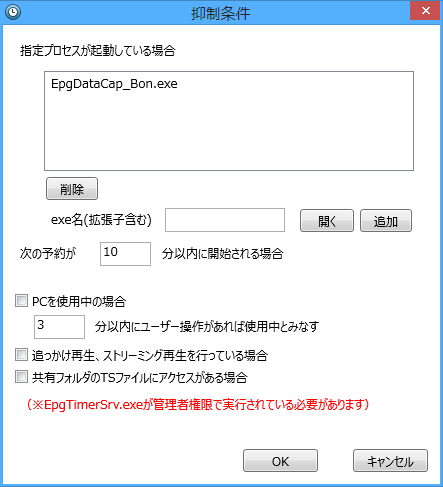 抑制条件
指定プロセスが起動している場合
EpgDataCap_Bon.exe
削除
exe名(拡張子含む) 開く 追加
次の予約が 10 分以内に開始される場合
PCを使用中の場合
3 分以内にユーザー操作があれば使用中とみなす
追っかけ再生、ストリーミング再生を行っている場合
共有フォルダのTSファイルにアクセスがある場合
(※EpgTimerSrv.exeが管理者権限で実行されている必要があります)
OK キャンセル